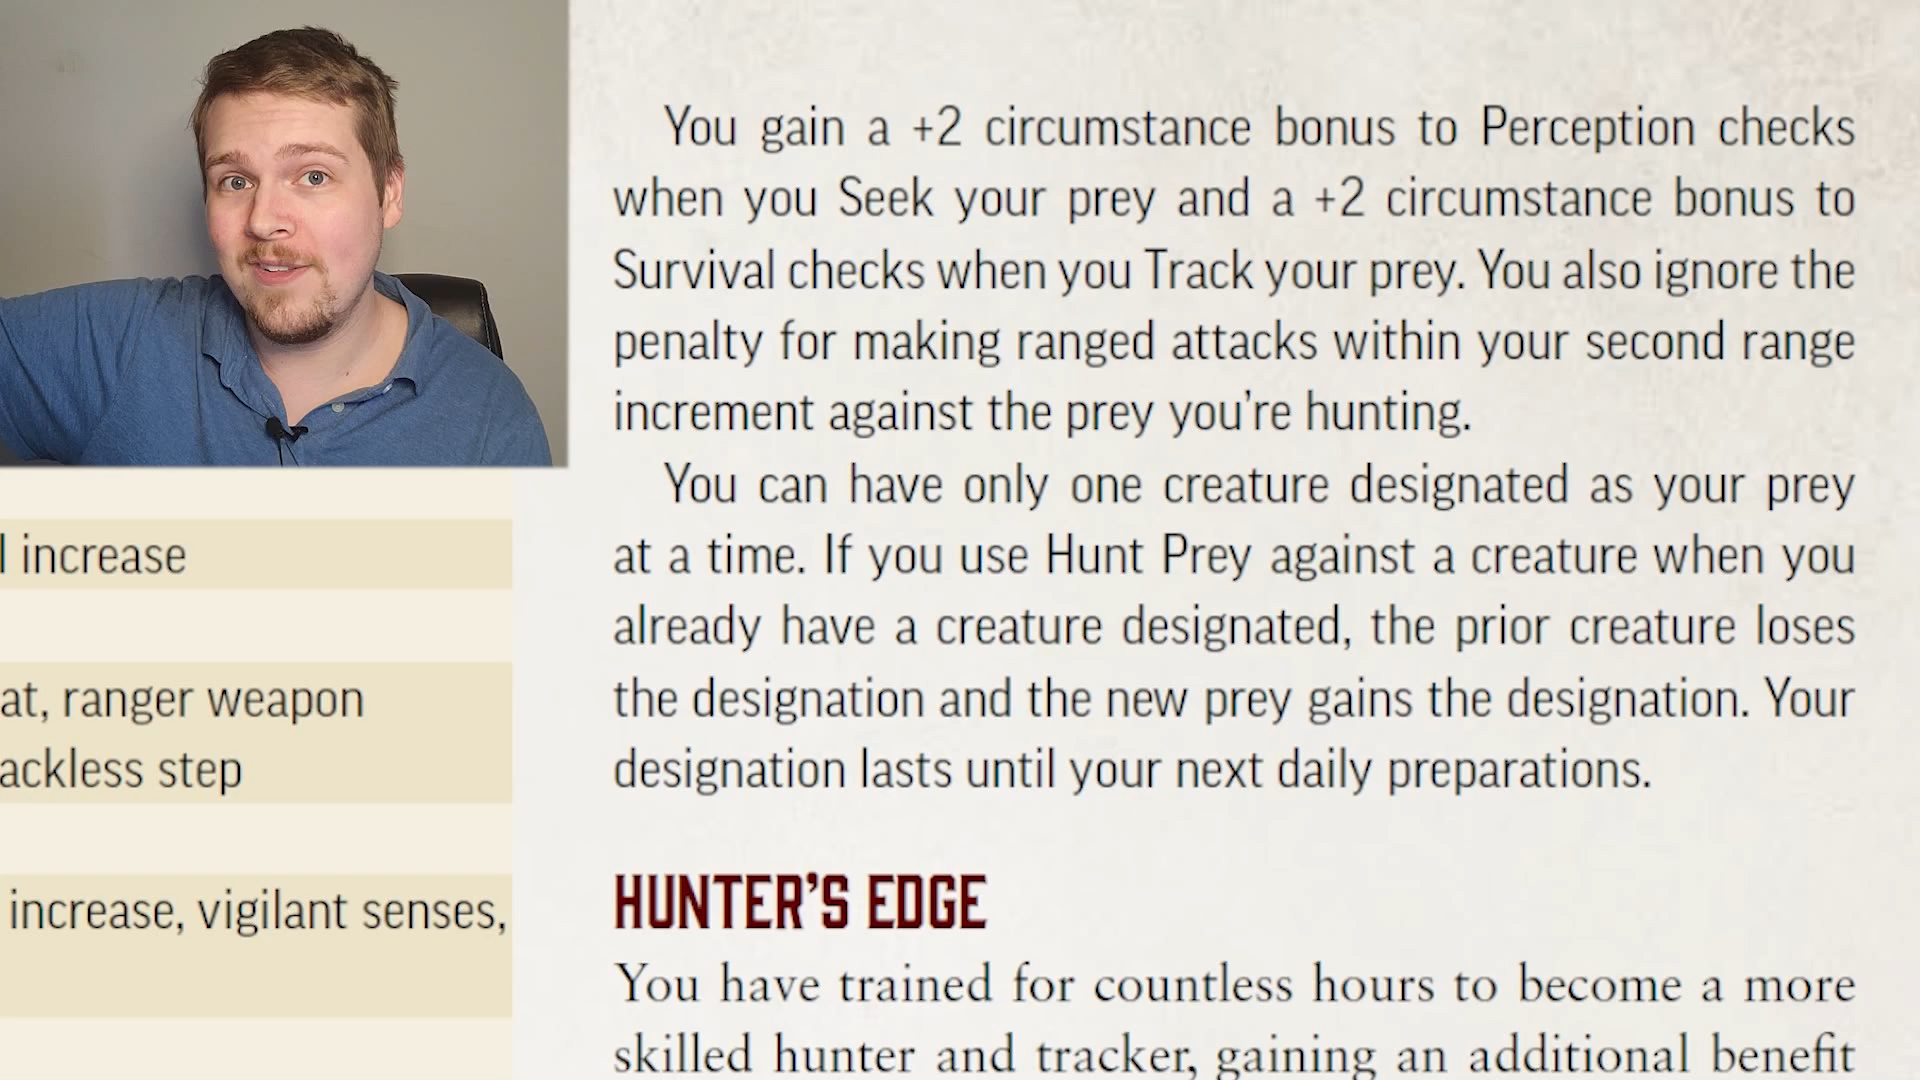 You gain a +2 circumstance bonus to Perception checks
when you Seek your prey and a +2 circumstance bonus to
Survival checks when you Track your prey. You also ignore the
penalty for making ranged attacks within your second range
increment against the prey you’re hunting.
You can have only one creature designated as your prey
at a time. If you use Hunt Prey against a creature when you
already have a creature designated, the prior creature loses
the designation and the new prey gains the designation. Your
designation lasts until your next daily preparations.
HUNTER’S EDGE
You have trained for countless hours to become a more
skilled hunter and tracker, gaining an additional benefit
l increase
at, ranger weapon
ackless step
increase, vigilant senses,